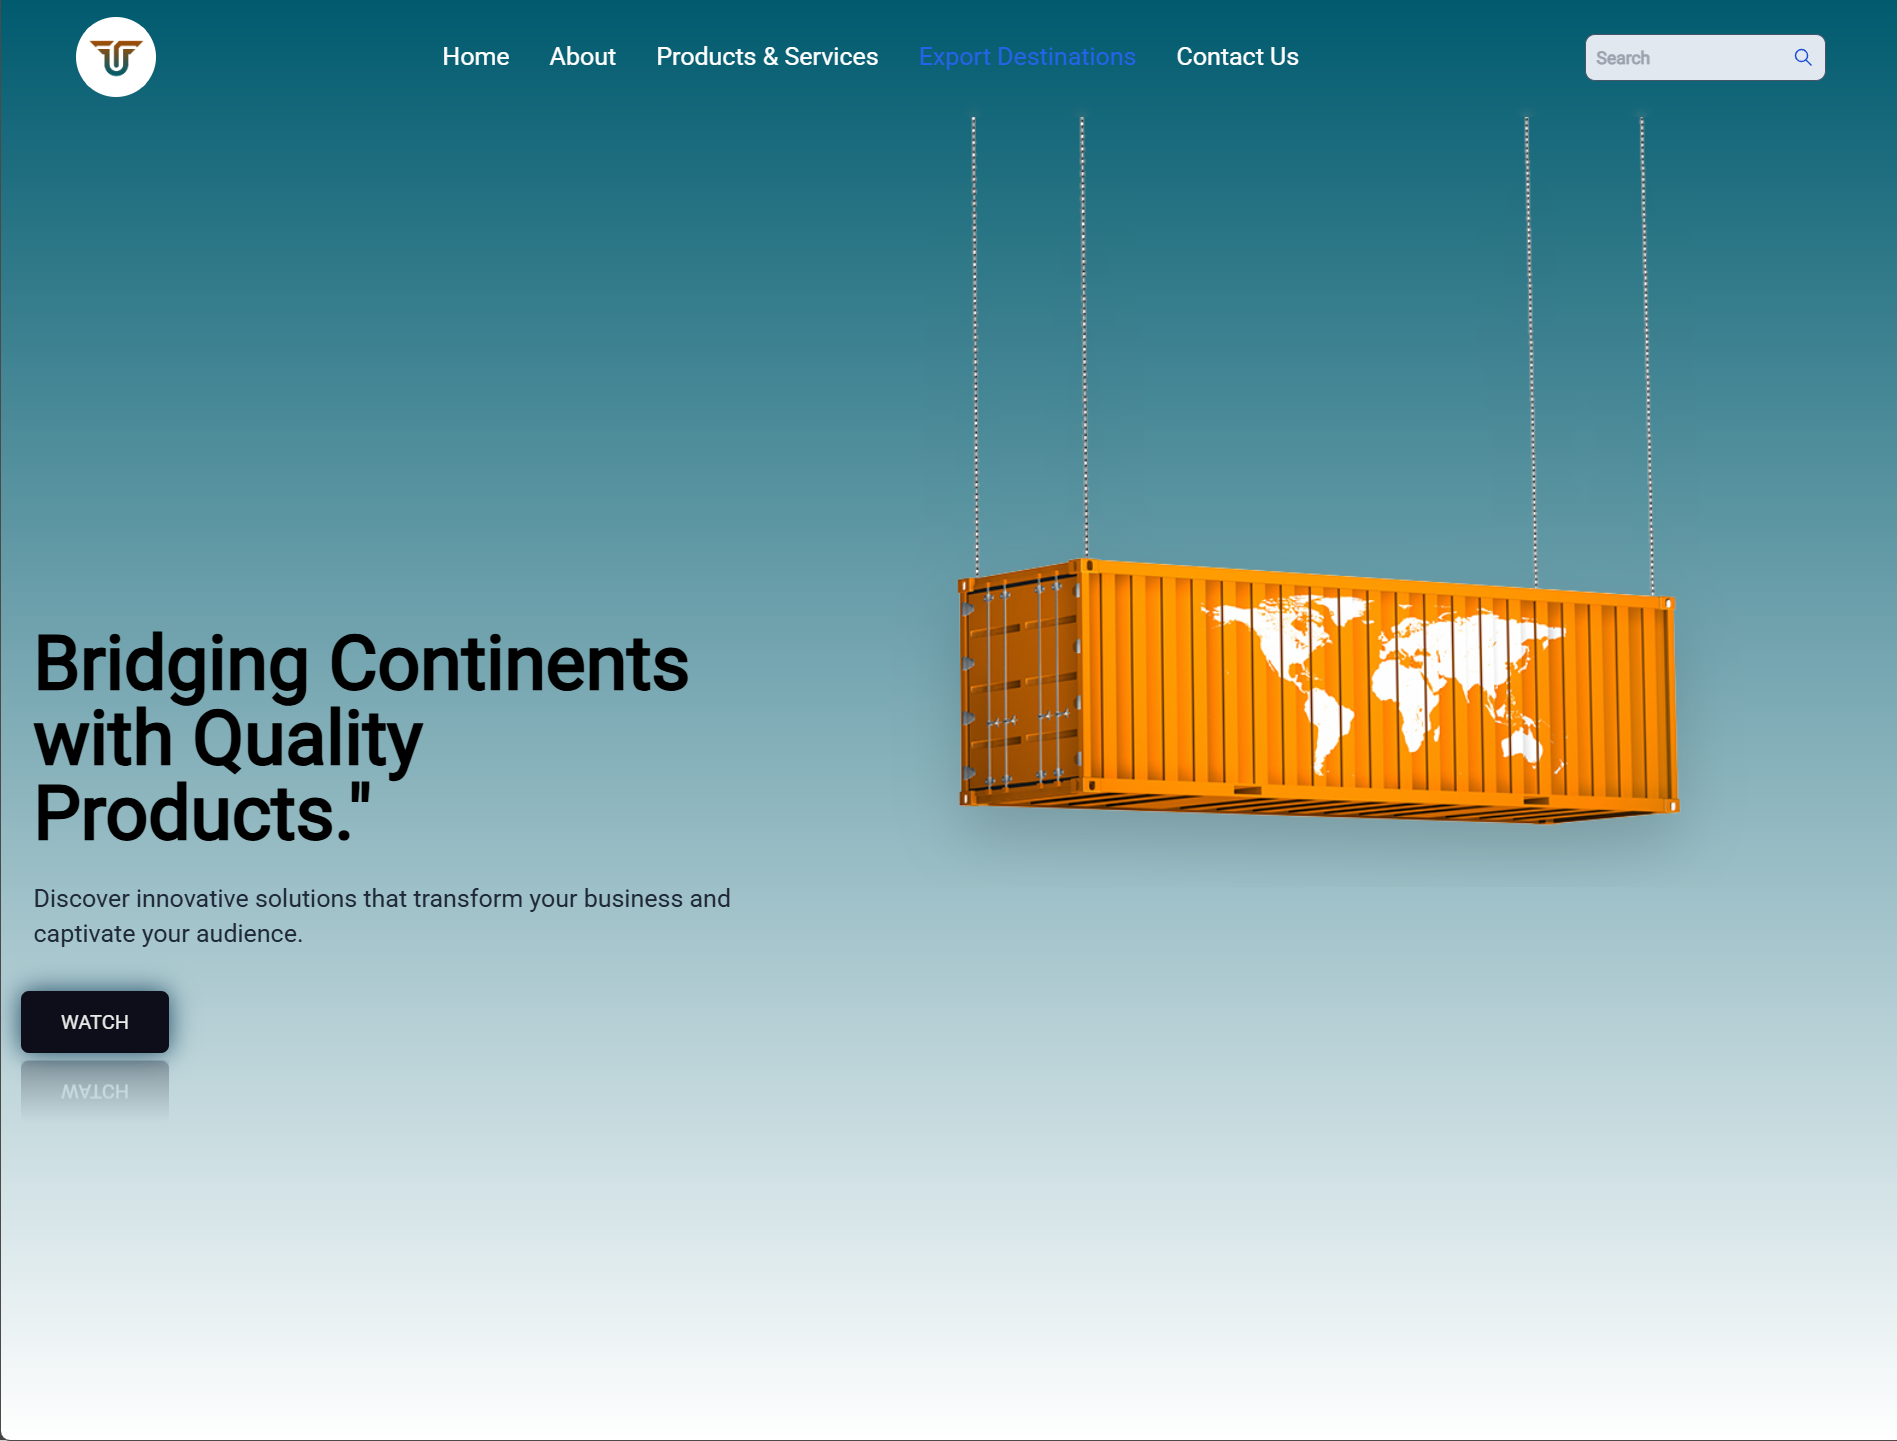 Home About Products & Services Export Destinations Contact Us Search
Bridging Continents
with Quality
Products."
Discover innovative solutions that transform your business and
captivate your audience.
WATCH
WATCH